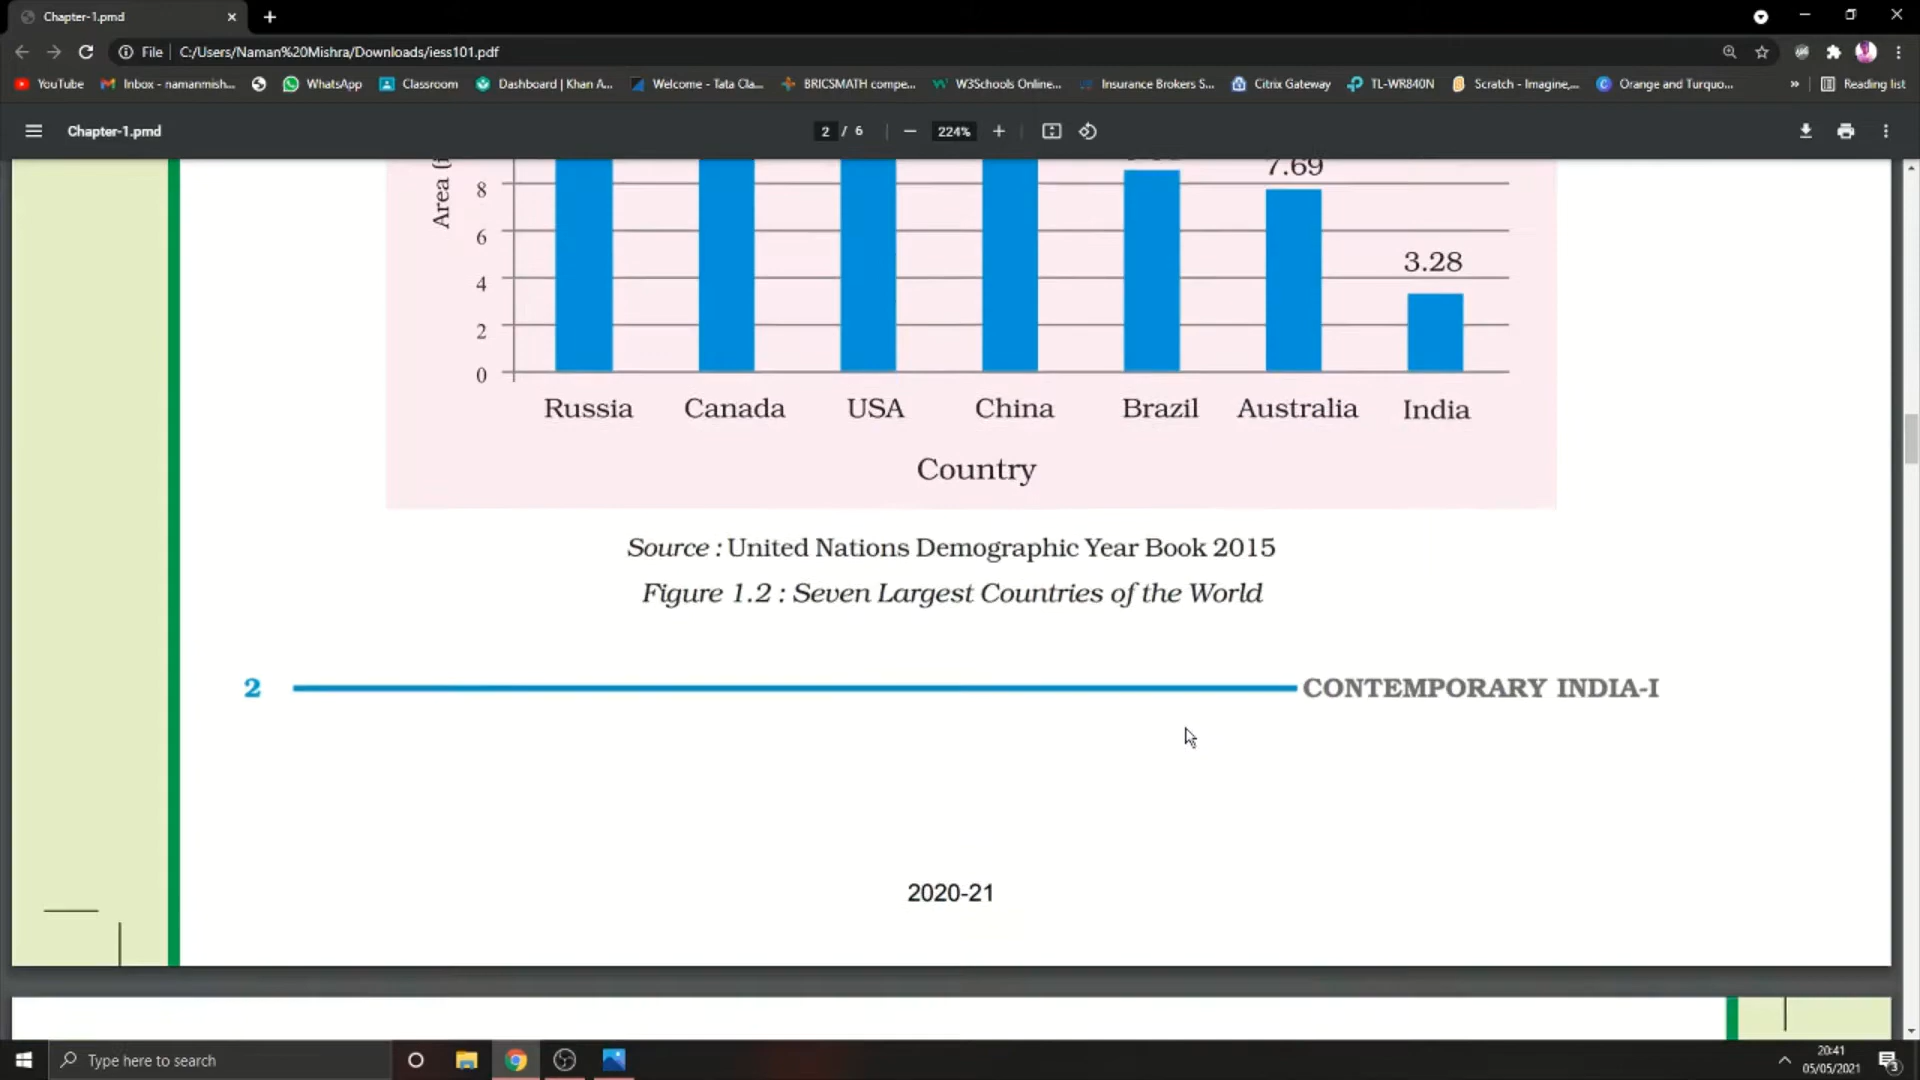 Chapter-1.pmd
File C:/Users/Naman%20Mishra/Downloads/iess101.pdf
YouTube Inbox - namanmish... WhatsApp Classroom Dashboard | Khan A... Welcome - Tata Cla... BRICSMATH compe... W3Schools Online... Insurance Brokers S... Citrix Gateway TL-WR840N Scratch - Imagine,... Orange and Turquo... » Reading list
Chapter-1.pmd 2 / 6 224%
7.69
Area
8
6
3.28
4
2
0
Russia Canada USA China Brazil Australia India
Country
Source : United Nations Demographic Year Book 2015
Figure 1.2 : Seven Largest Countries of the World
2 CONTEMPORARY INDIA-I
2020-21
Type here to search
20:41
05/05/2021
3